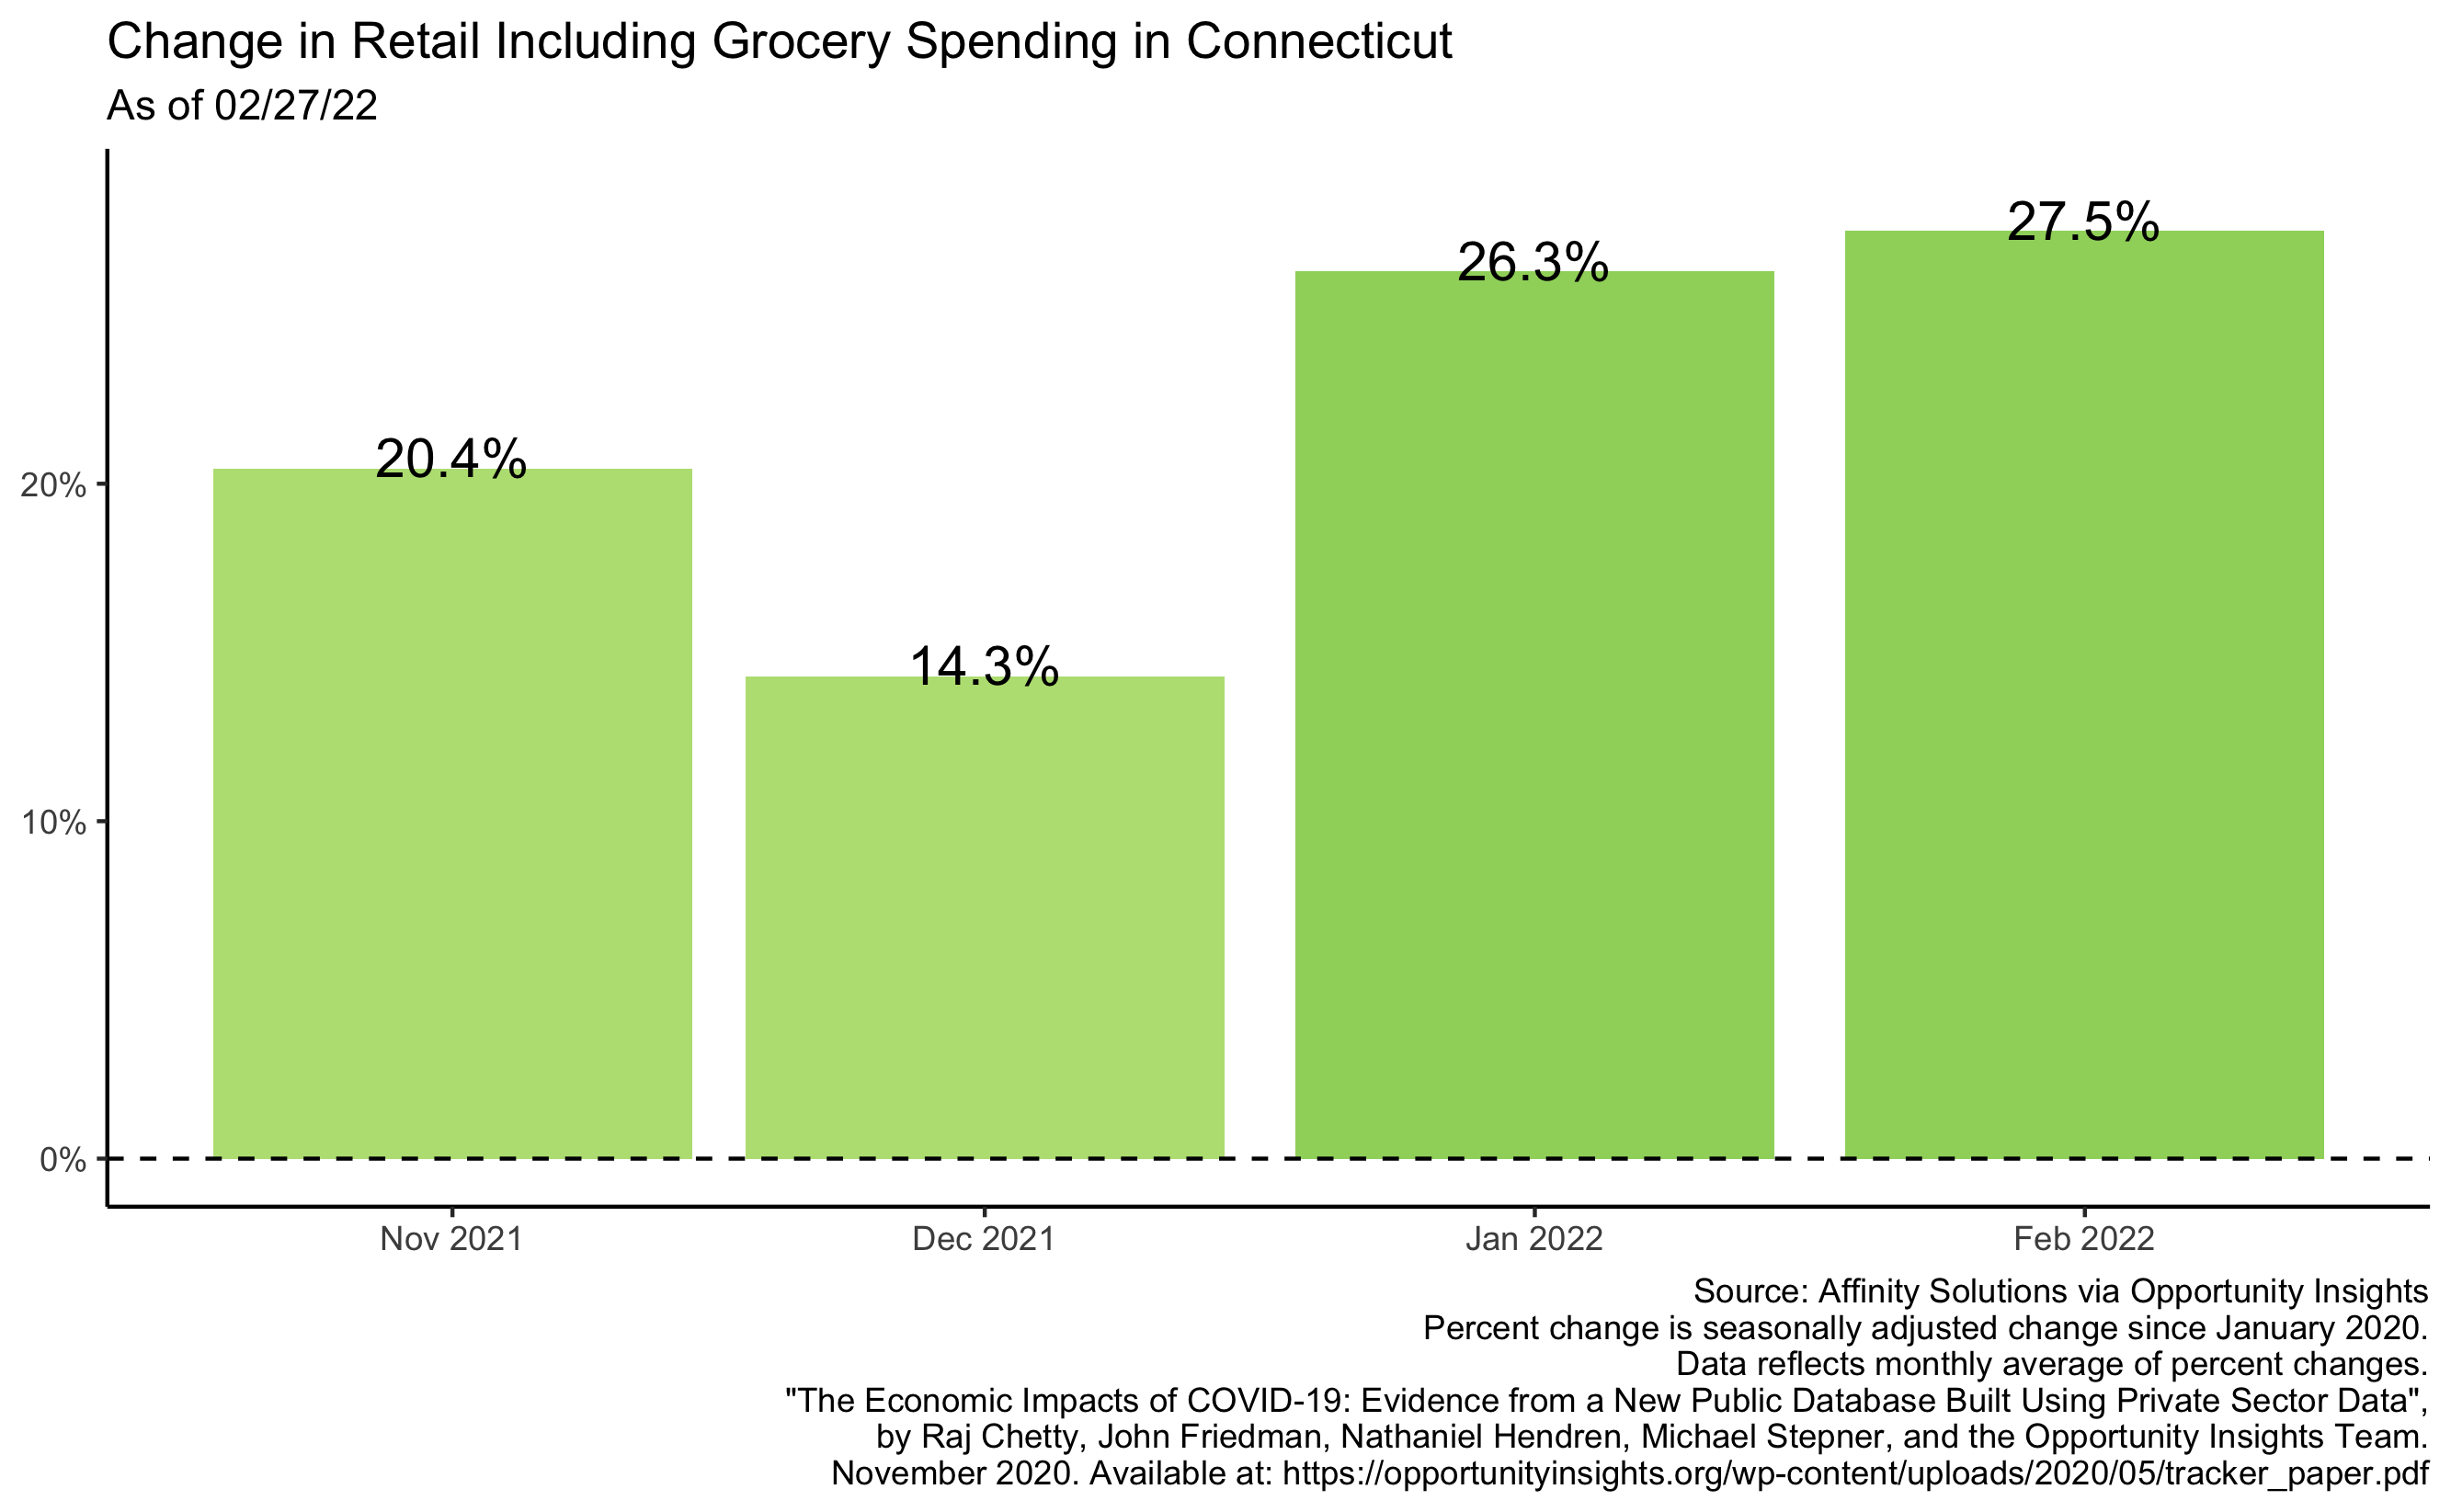 Change in Retail Including Grocery Spending in Connecticut
As of 02/27/22
27.5%
26.3%
20.4%
14.3%
20%
10%
0%
Nov 2021
Dec 2021
Jan 2022
Feb 2022
Source: Affinity Solutions via Opportunity Insights
Percent change is seasonally adjusted change since January 2020.
Data reflects monthly average of percent changes.
"The Economic Impacts of COVID-19: Evidence from a New Public Database Built Using Private Sector Data",
by Raj Chetty, John Friedman, Nathaniel Hendren, Michael Stepner, and the Opportunity Insights Team.
November 2020. Available at: https://opportunityinsights.org/wp-content/uploads/2020/05/tracker_paper.pdf